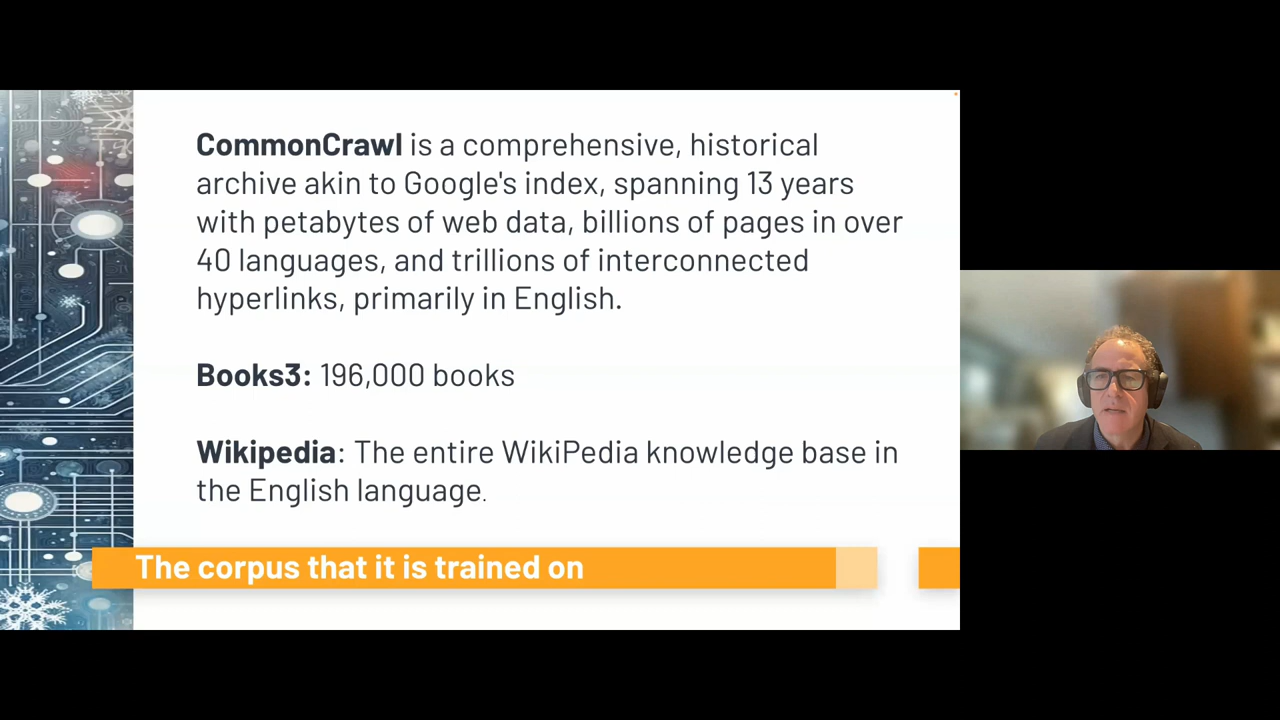 CommonCrawl is a comprehensive, historical
archive akin to Google's index, spanning 13 years
with petabytes of web data, billions of pages in over
40 languages, and trillions of interconnected
hyperlinks, primarily in English.
Books3: 196,000 books
Wikipedia: The entire WikiPedia knowledge base in
the English language.
The corpus that it is trained on